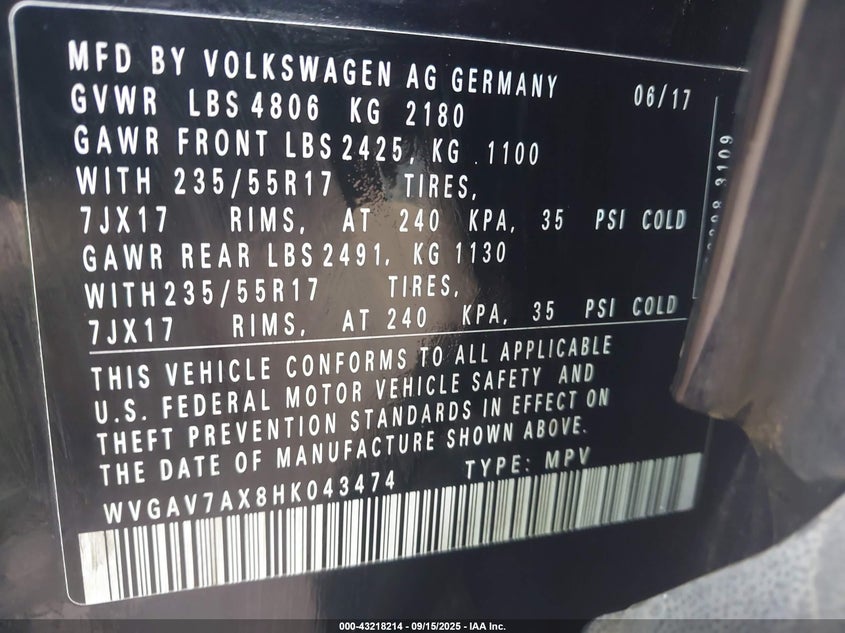 MFD BY VOLKSWAGEN AG GERMANY 06/17
GVWR LBS 4806 KG 2180
GAWR FRONT LBS 2425, KG .1100
WITH 235/55R17 TIRES,
7JX17 RIMS, AT 240 KPA, 35 PSI COLD
GAWR REAR LBS 2491, KG 1130
WITH 235/55R17 TIRES,
7JX17 RIMS, AT 240 KPA, 35 PSI COLD
THIS VEHICLE CONFORMS TO ALL APPLICABLE
U.S. FEDERAL MOTOR VEHICLE SAFETY AND
THEFT PREVENTION STANDARDS IN EFFECT ON
THE DATE OF MANUFACTURE SHOWN ABOVE.
WVGAV7AX8HK043474 TYPE: MPV
3109
000-43218214 - 09/15/2025 - IAA Inc.